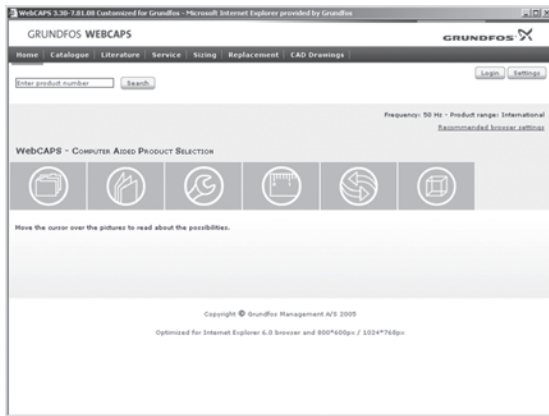 WebCAPS 3.30-7.01.00 Customized for Grundfos - Microsoft Internet Explorer provided by Grundfos
GRUNDFOS WEBCAPS
GRUNDFOS
Home Catalogue Literature Service Sizing Replacement CAD Drawings
Login Settings
Enter product number Search
Frequency: 50 Hz - Product range: International
Recommended browser settings
WEBCAPS - COMPUTER AIDED PRODUCT SELECTION
Move the cursor over the pictures to read about the possibilities.
Copyright © Grundfos Management A/S 2005
Optimized for Internet Explorer 6.0 browser and 800*600px / 1024*768px